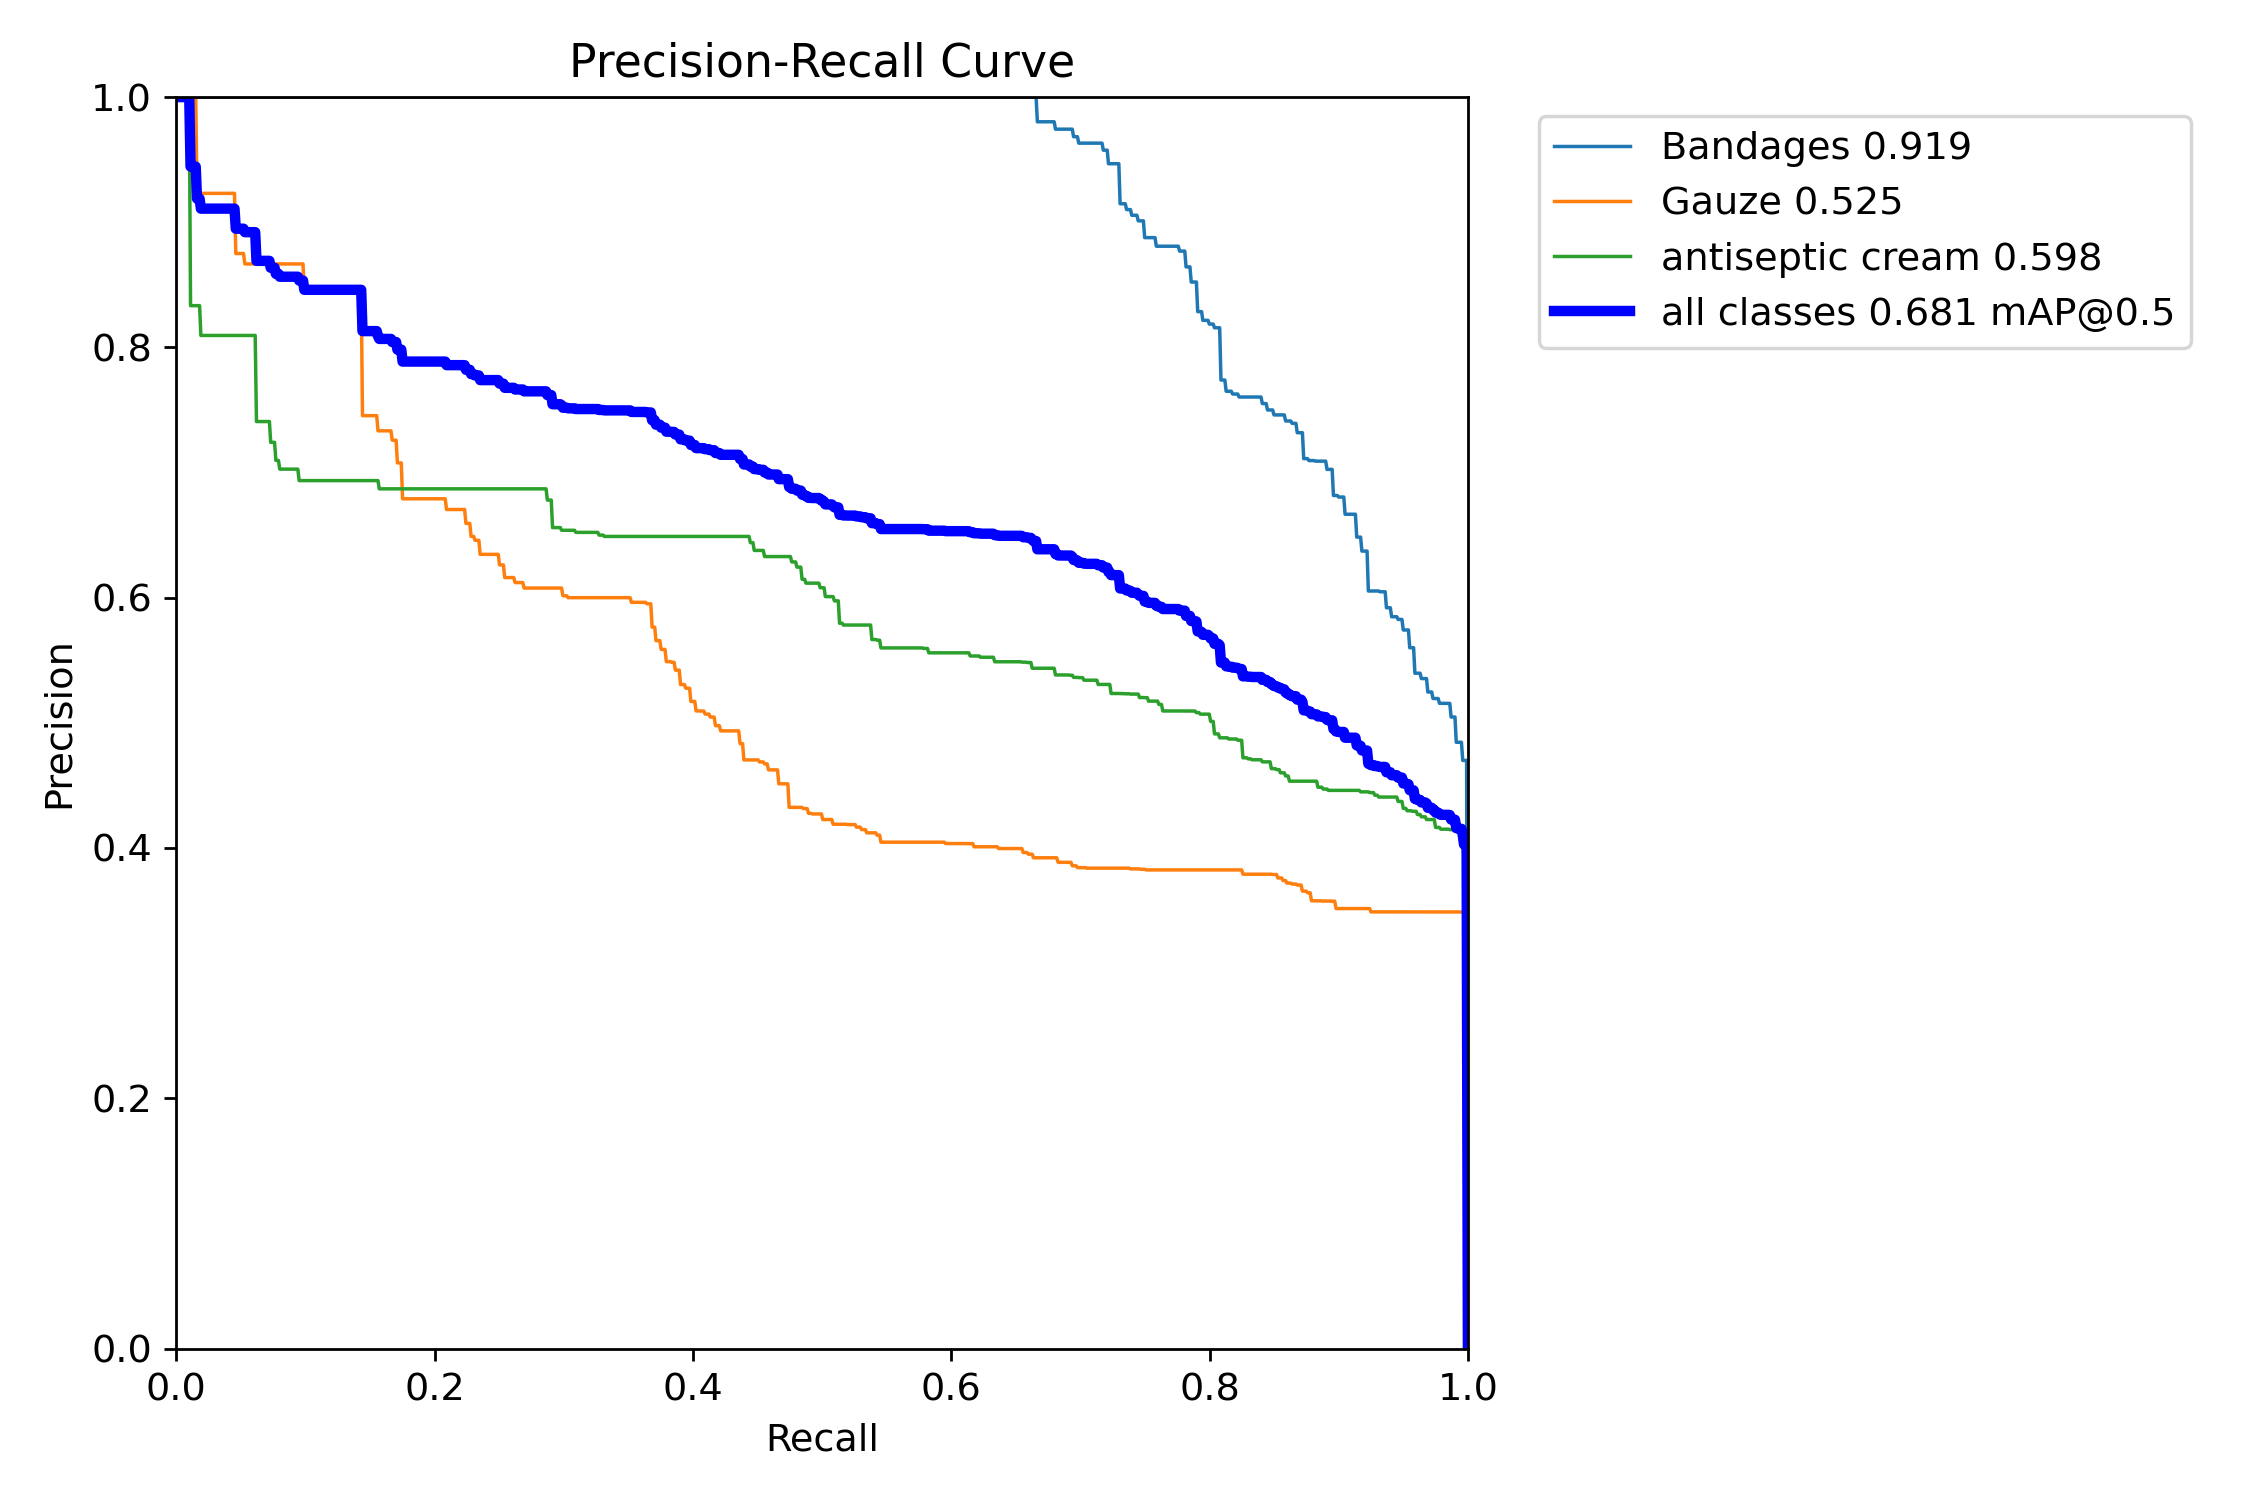 Precision-Recall Curve
1.0
0.8
0.6
0.4
0.2
0.0
Precision
0.0 0.2 0.4 0.6 0.8 1.0
Recall
Bandages 0.919
Gauze 0.525
antiseptic cream 0.598
all classes 0.681 mAP@0.5